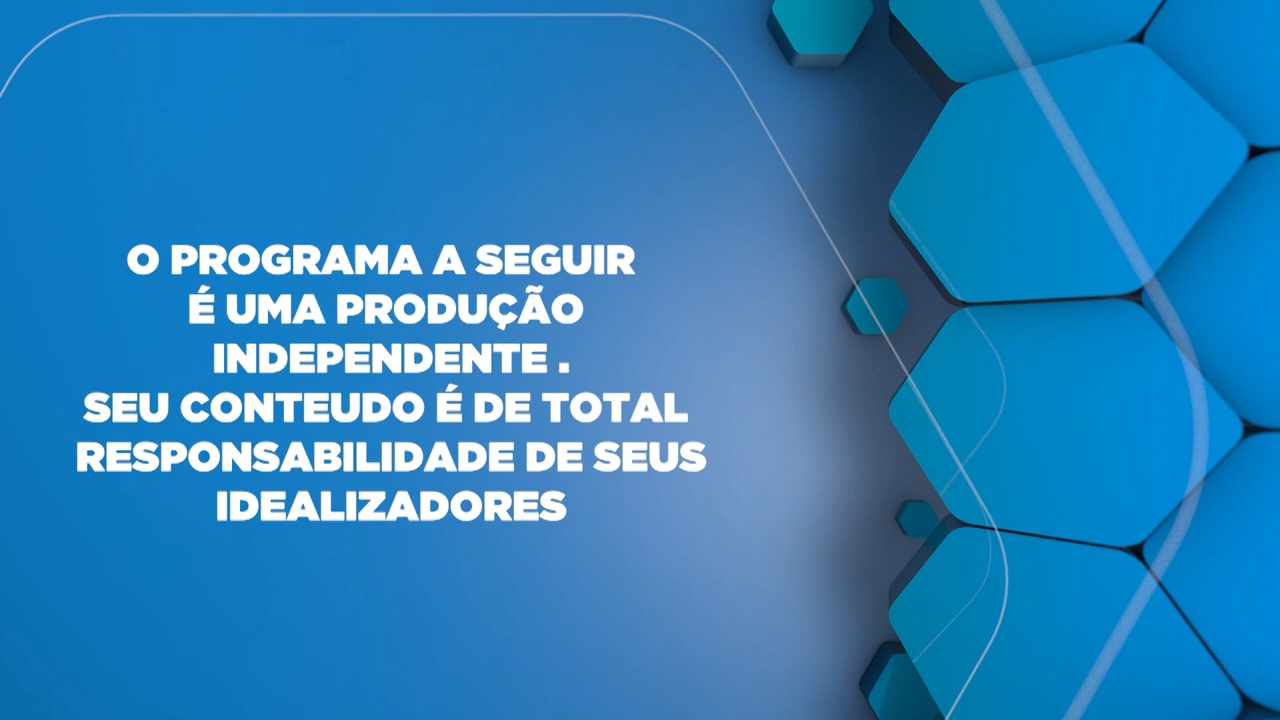 O PROGRAMA A SEGUIR
É UMA PRODUÇÃO
INDEPENDENTE .
SEU CONTEUDO É DE TOTAL
RESPONSABILIDADE DE SEUS
IDEALIZADORES